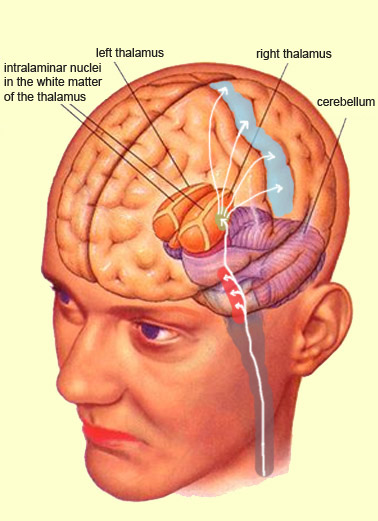 left thalamus
right thalamus
intralaminar nuclei
in the white matter
of the thalamus
cerebellum